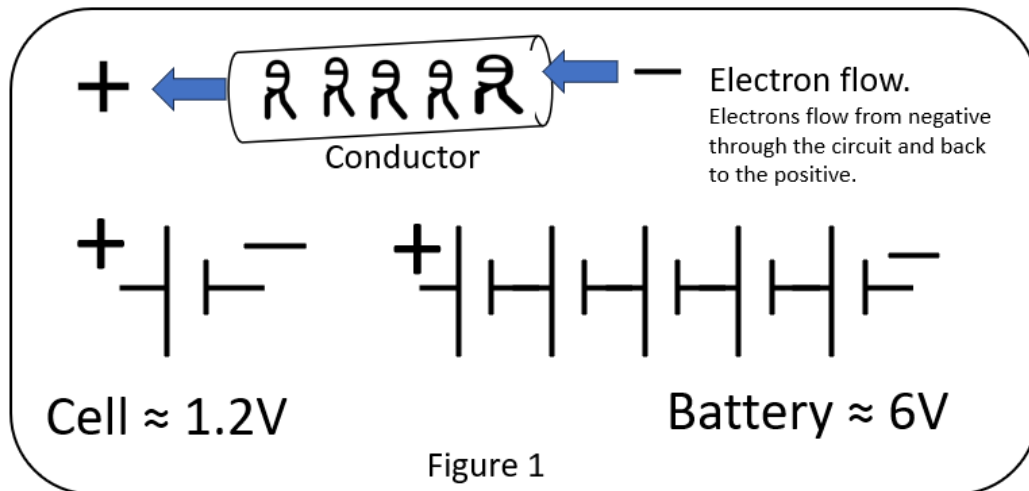 + — Electron flow.
Electrons flow from negative
through the circuit and back
to the positive.
Conductor
+ — + —
Cell ≈ 1.2V Battery ≈ 6V
Figure 1